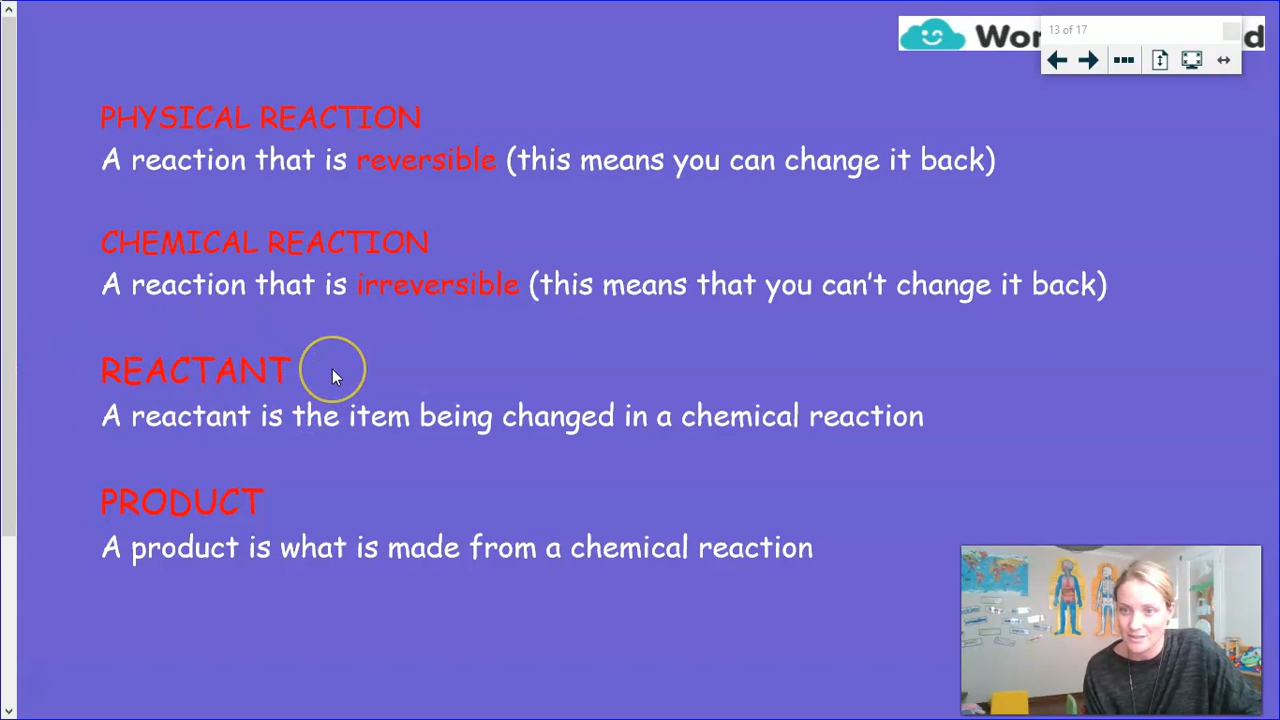 13 of 17
PHYSICAL REACTION
A reaction that is reversible (this means you can change it back)
CHEMICAL REACTION
A reaction that is irreversible (this means that you can't change it back)
REACTANT
A reactant is the item being changed in a chemical reaction
PRODUCT
A product is what is made from a chemical reaction